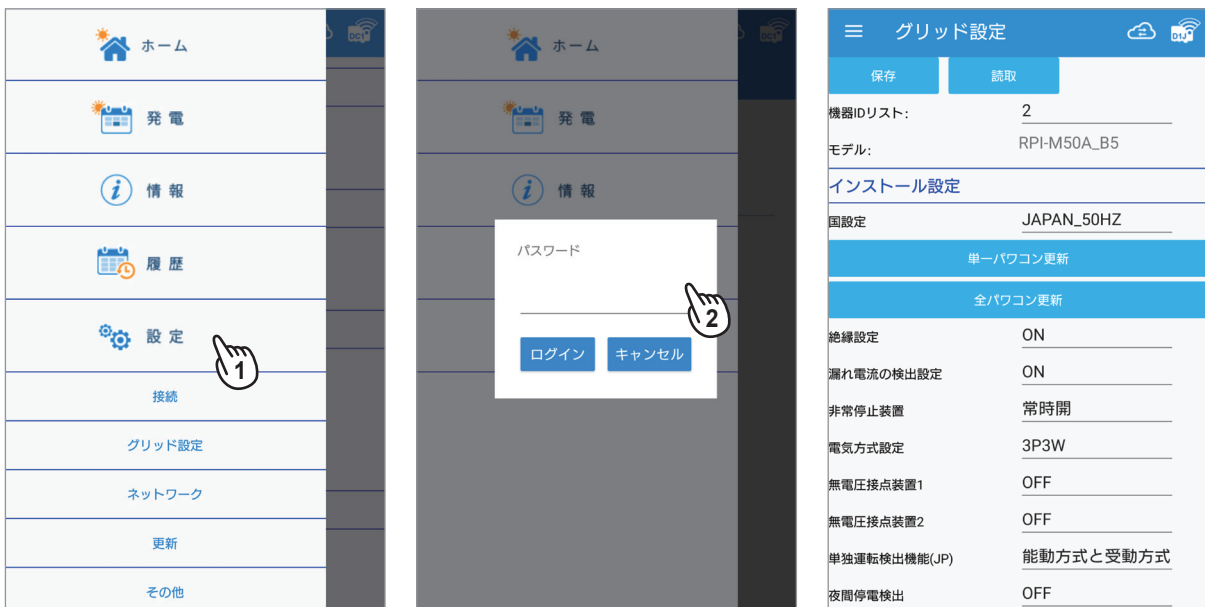 ホーム
DC1
発電
情報
履歴
設定
1
接続
グリッド設定
ネットワーク
更新
その他
ホーム
DC1
発電
情報
パスワード
2
ログイン
キャンセル
グリッド設定
D1J
保存
読取
機器IDリスト: 2
モデル: RPI-M50A_B5
インストール設定
国設定 JAPAN_50HZ
単一パワコン更新
全パワコン更新
絶縁設定 ON
漏れ電流の検出設定 ON
非常停止装置 常時開
電気方式設定 3P3W
無電圧接点装置1 OFF
無電圧接点装置2 OFF
単独運転検出機能(JP) 能動方式と受動方式
夜間停電検出 OFF